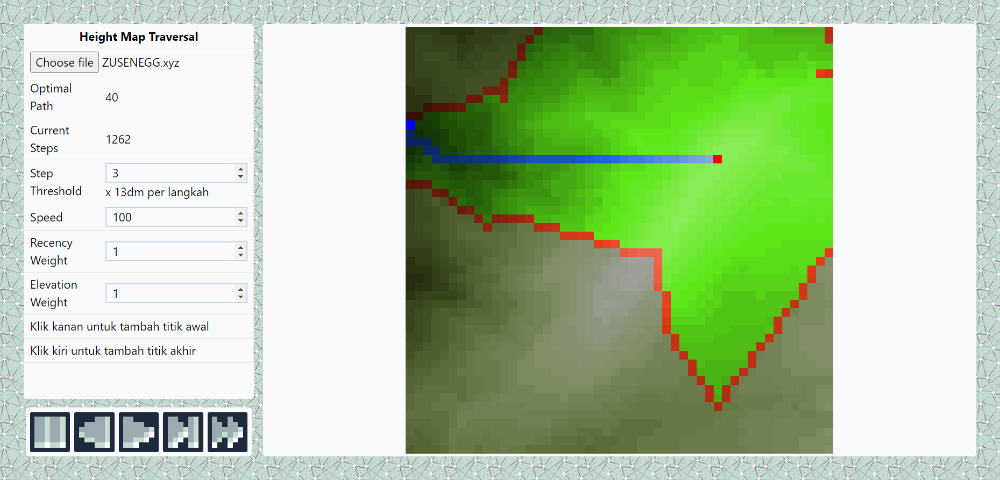 Height Map Traversal
Choose file ZUSENEGG.xyz
Optimal
Path
40
Current
Steps
1262
Step
Threshold
3
x 13dm per langkah
Speed
100
Recency
Weight
1
Elevation
Weight
1
Klik kanan untuk tambah titik awal
Klik kiri untuk tambah titik akhir